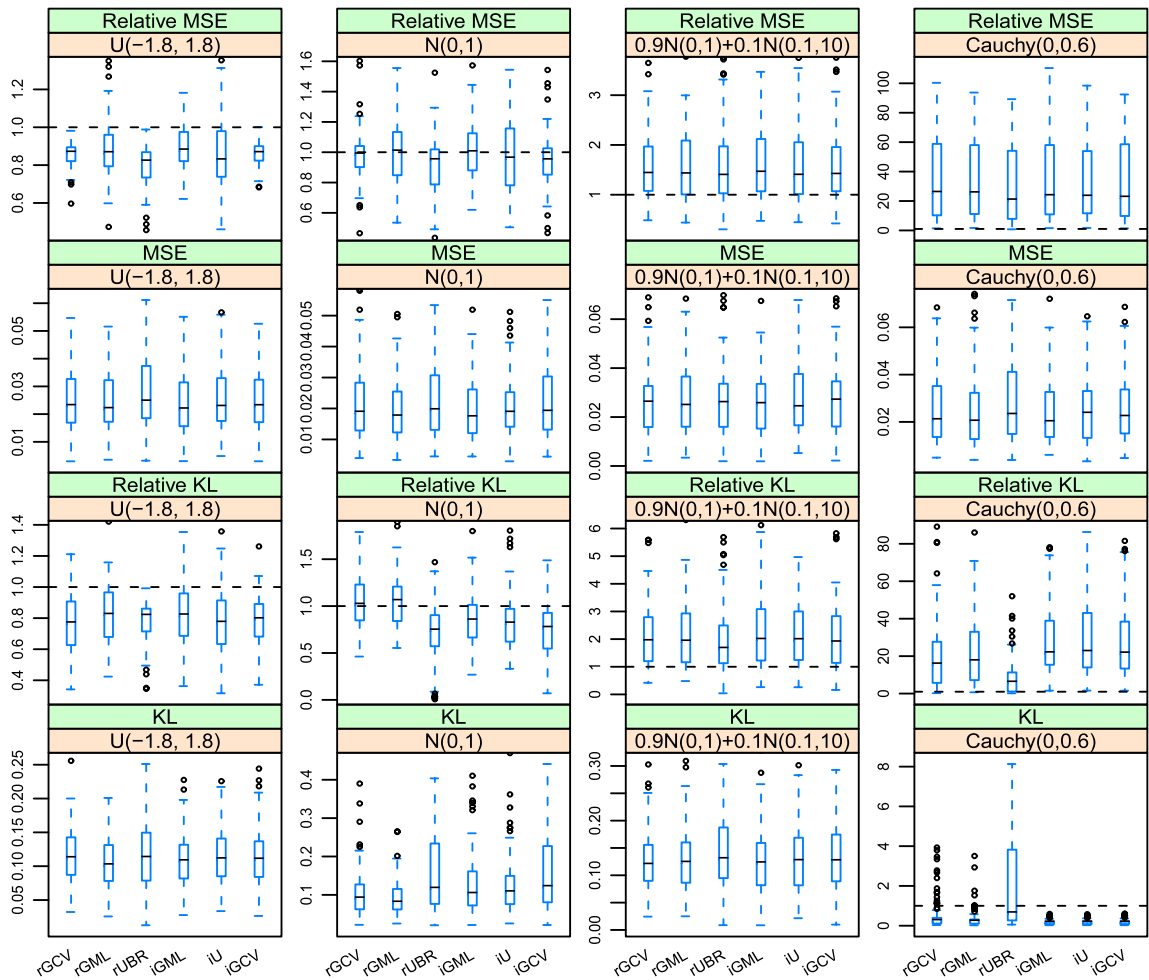 Relative MSE Relative MSE Relative MSE Relative MSE
U(−1.8, 1.8) N(0,1) 0.9N(0,1)+0.1N(0.1,10) Cauchy(0,0.6)
0.6 0.8 1.0 1.2
0.6 0.8 1.0 1.2 1.4 1.6
1 2 3
0 20 40 60 80 100
MSE MSE MSE MSE
U(−1.8, 1.8) N(0,1) 0.9N(0,1)+0.1N(0.1,10) Cauchy(0,0.6)
0.01 0.03 0.05
0.01 0.02 0.03 0.04 0.05
0.00 0.02 0.04 0.06
0.02 0.04 0.06
Relative KL Relative KL Relative KL Relative KL
U(−1.8, 1.8) N(0,1) 0.9N(0,1)+0.1N(0.1,10) Cauchy(0,0.6)
0.4 0.6 0.8 1.0 1.2 1.4
0.0 0.5 1.0 1.5
0 1 2 3 4 5 6
0 20 40 60 80
KL KL KL KL
U(−1.8, 1.8) N(0,1) 0.9N(0,1)+0.1N(0.1,10) Cauchy(0,0.6)
0.05 0.10 0.15 0.20 0.25
0.1 0.2 0.3 0.4
0.00 0.10 0.20 0.30
0 2 4 6 8
rGCV rGML rUBR iGML iU iGCV
rGCV rGML rUBR iGML iU iGCV
rGCV rGML rUBR iGML iU iGCV
rGCV rGML rUBR iGML iU iGCV